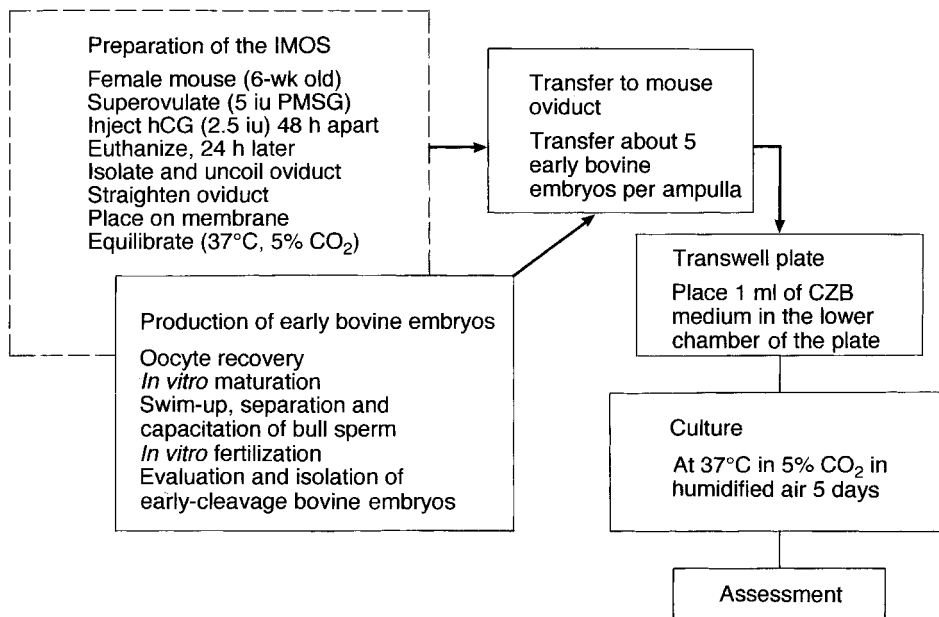 Preparation of the IMOS
Female mouse (6-wk old)
Superovulate (5 iu PMSG)
Inject hCG (2.5 iu) 48 h apart
Euthanize, 24 h later
Isolate and uncoil oviduct
Straighten oviduct
Place on membrane
Equilibrate (37°C, 5% CO₂)
Production of early bovine embryos
Oocyte recovery
In vitro maturation
Swim-up, separation and
capacitation of bull sperm
In vitro fertilization
Evaluation and isolation of
early-cleavage bovine embryos
Transfer to mouse
oviduct
Transfer about 5
early bovine
embryos per ampulla
Transwell plate
Place 1 ml of CZB
medium in the lower
chamber of the plate
Culture
At 37°C in 5% CO₂ in
humidified air 5 days
Assessment